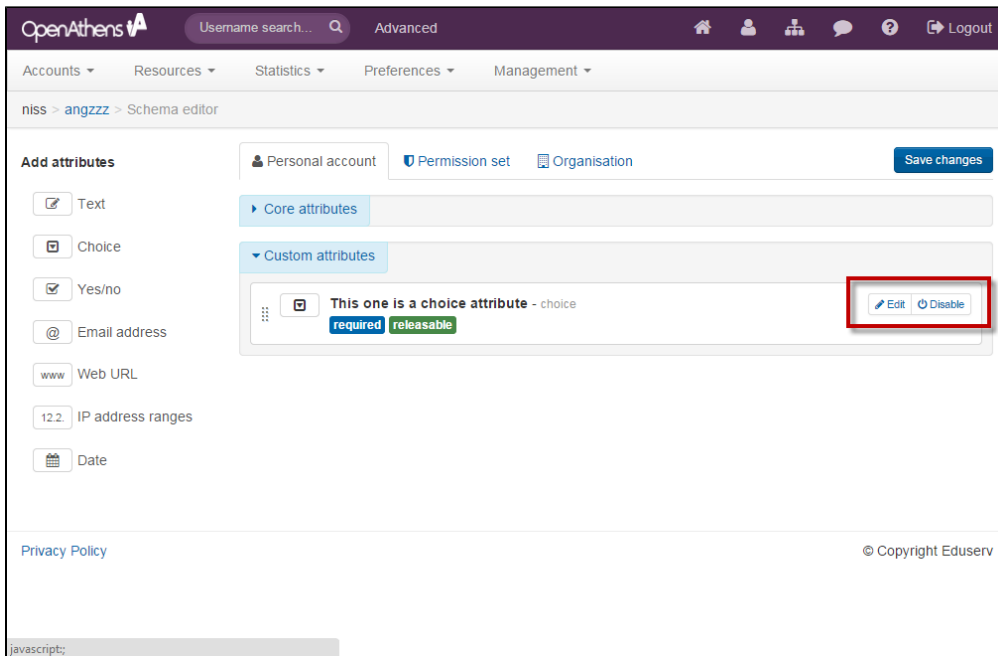 OpenAthens Username search... Advanced Logout
Accounts Resources Statistics Preferences Management
niss > angzzz > Schema editor
Add attributes
Text
Choice
Yes/no
@ Email address
www Web URL
12.2. IP address ranges
Date
Personal account Permission set Organisation Save changes
Core attributes
Custom attributes
This one is a choice attribute - choice
required releasable
Edit Disable
Privacy Policy © Copyright Eduserv
javascript:;